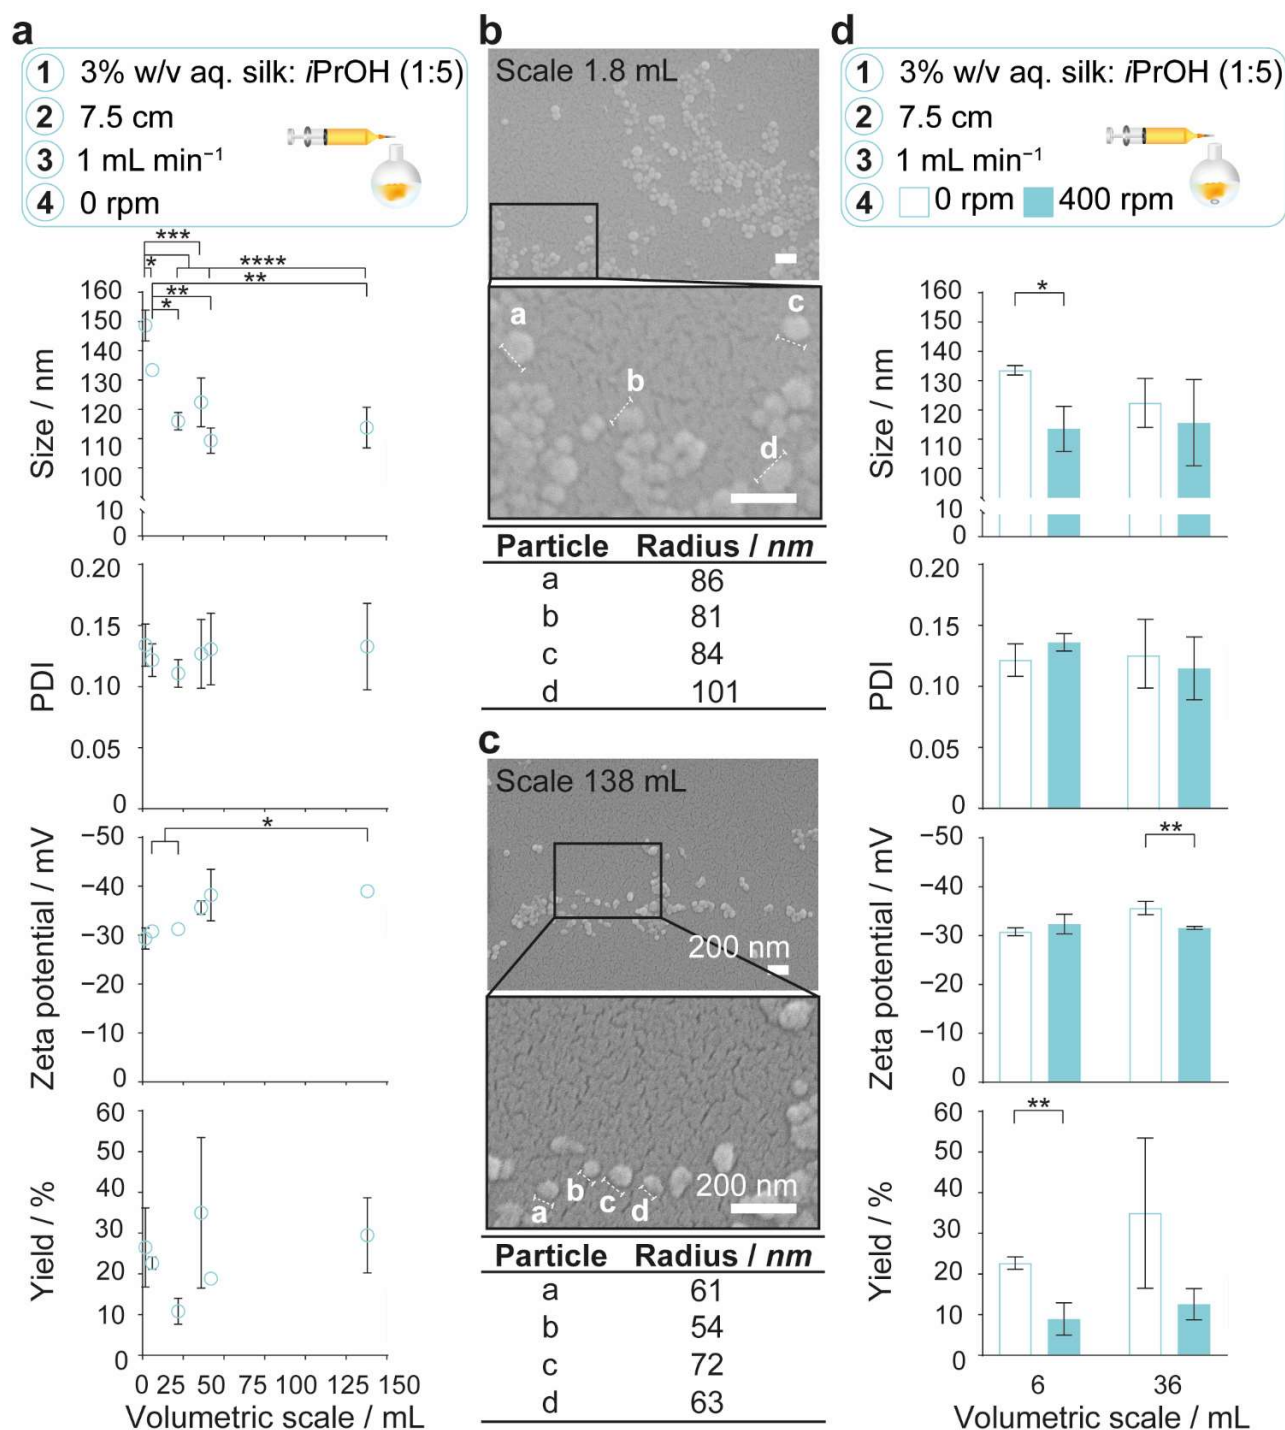 a
1 3% w/v aq. silk: iPrOH (1:5)
2 7.5 cm
3 1 mL min⁻¹
4 0 rpm
***
* ****
**
**
*
160
150
140
130
120
110
100
10
0
Size / nm
0.20
0.15
0.10
0.05
0
PDI
*
−50
−40
−30
−20
−10
0
Zeta potential / mV
60
50
40
30
20
10
0
Yield / %
0 25 50 75 100 125 150
Volumetric scale / mL
b
Scale 1.8 mL
a
c
b
d
Particle Radius / nm
a 86
b 81
c 84
d 101
c
Scale 138 mL
200 nm
200 nm
b
c
d
a
Particle Radius / nm
a 61
b 54
c 72
d 63
d
1 3% w/v aq. silk: iPrOH (1:5)
2 7.5 cm
3 1 mL min⁻¹
4 0 rpm 400 rpm
*
160
150
140
130
120
110
100
10
0
Size / nm
0.20
0.15
0.10
0.05
0
PDI
**
−50
−40
−30
−20
−10
0
Zeta potential / mV
**
60
50
40
30
20
10
0
Yield / %
6 36
Volumetric scale / mL